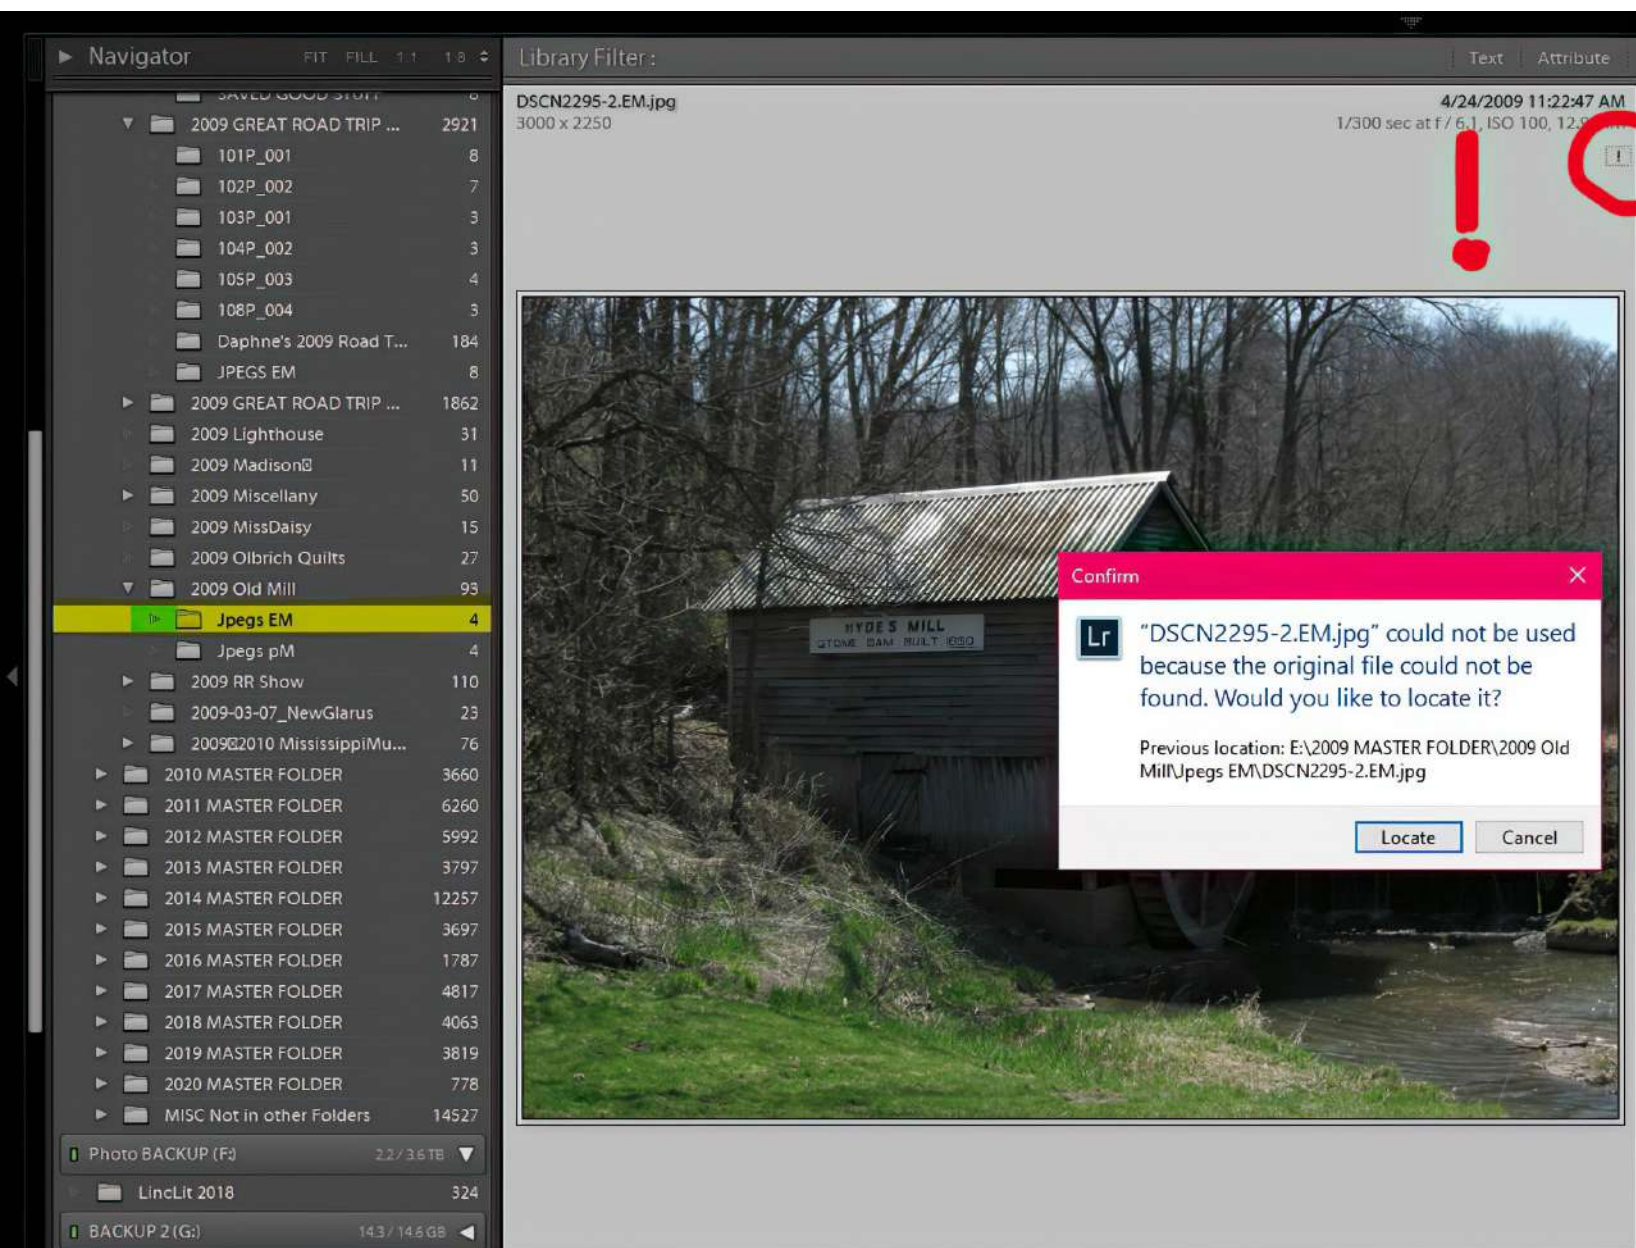 Navigator FIT FILL 1:1 1:8
Library Filter :
Text Attribute
SAVED GOOD STUFF 8
2009 GREAT ROAD TRIP ... 2921
101P_001 8
102P_002 7
103P_001 3
104P_002 3
105P_003 4
108P_004 3
Daphne's 2009 Road T... 184
JPEGS EM 8
2009 GREAT ROAD TRIP ... 1862
2009 Lighthouse 31
2009 Madison 11
2009 Miscellany 50
2009 MissDaisy 15
2009 Olbrich Quilts 27
2009 Old Mill 93
Jpegs EM 4
Jpegs pM 4
2009 RR Show 110
2009-03-07_NewGlarus 23
2009 2010 MississippiMu... 76
2010 MASTER FOLDER 3660
2011 MASTER FOLDER 6260
2012 MASTER FOLDER 5992
2013 MASTER FOLDER 3797
2014 MASTER FOLDER 12257
2015 MASTER FOLDER 3697
2016 MASTER FOLDER 1787
2017 MASTER FOLDER 4817
2018 MASTER FOLDER 4063
2019 MASTER FOLDER 3819
2020 MASTER FOLDER 778
MISC Not in other Folders 14527
Photo BACKUP (F:) 2.2 / 3.6 TB
LincLit 2018 324
BACKUP 2 (G:) 14.3 / 14.6 GB
DSCN2295-2.EM.jpg
3000 x 2250
4/24/2009 11:22:47 AM
1/300 sec at f / 6.1, ISO 100,
!
!
HYDE'S MILL
STONE DAM BUILT 1850
Confirm
Lr
"DSCN2295-2.EM.jpg" could not be used
because the original file could not be
found. Would you like to locate it?
Previous location: E:\2009 MASTER FOLDER\2009 Old
Mill\Jpegs EM\DSCN2295-2.EM.jpg
Locate Cancel